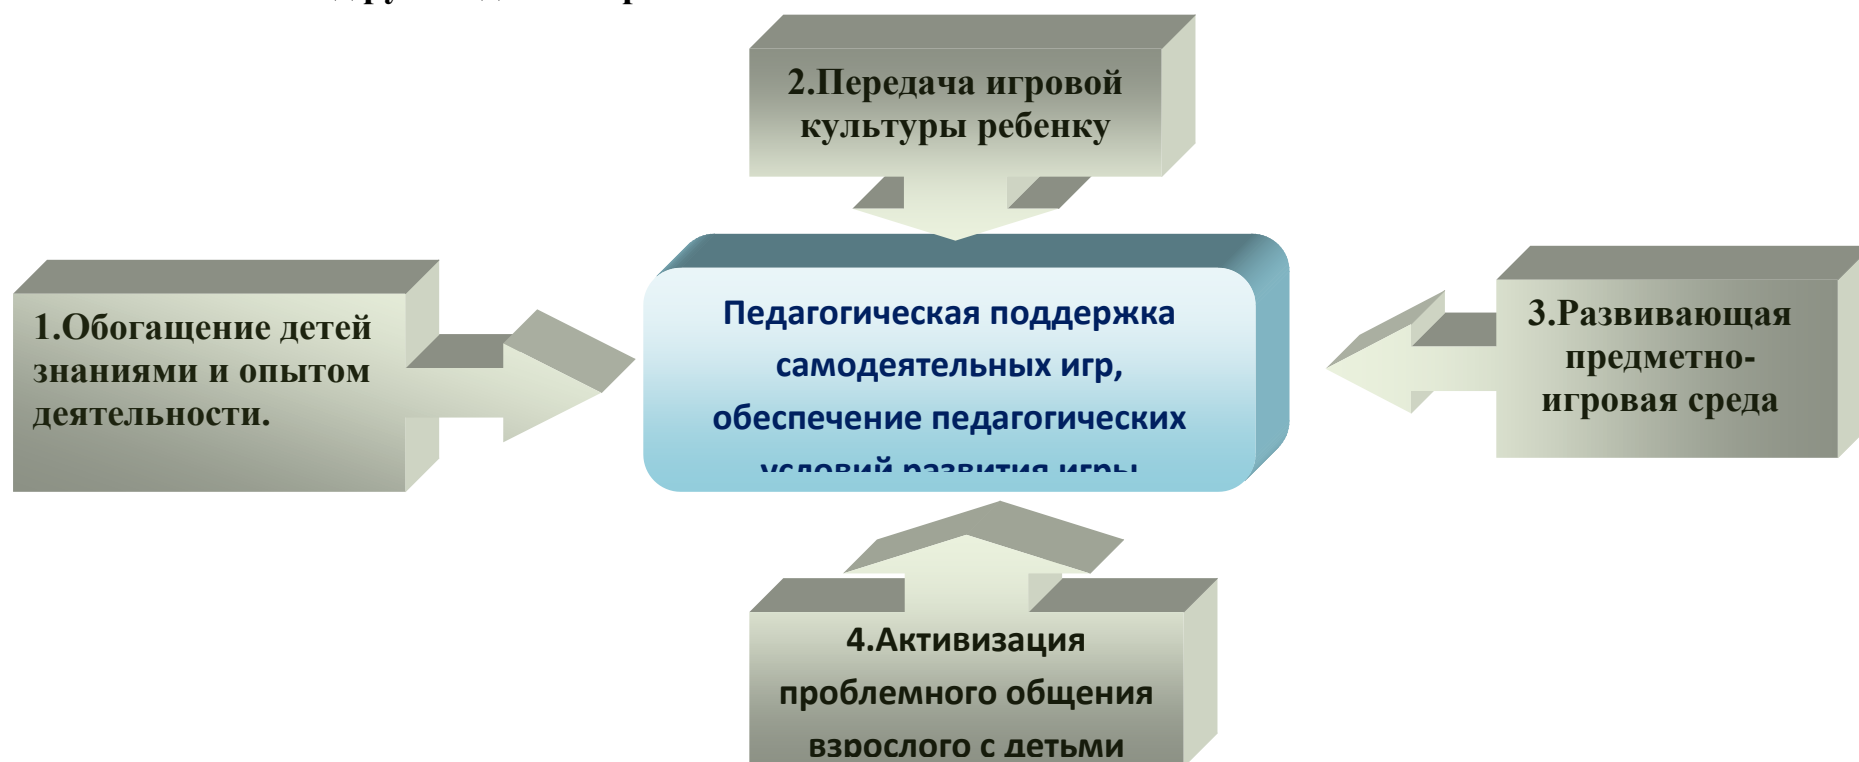 2.Передача игровой
культуры ребенку
1.Обогащение детей
знаниями и опытом
деятельности.
Педагогическая поддержка
самодеятельных игр,
обеспечение педагогических
условий развития игры
3.Развивающая
предметно-
игровая среда
4.Активизация
проблемного общения
взрослого с детьми